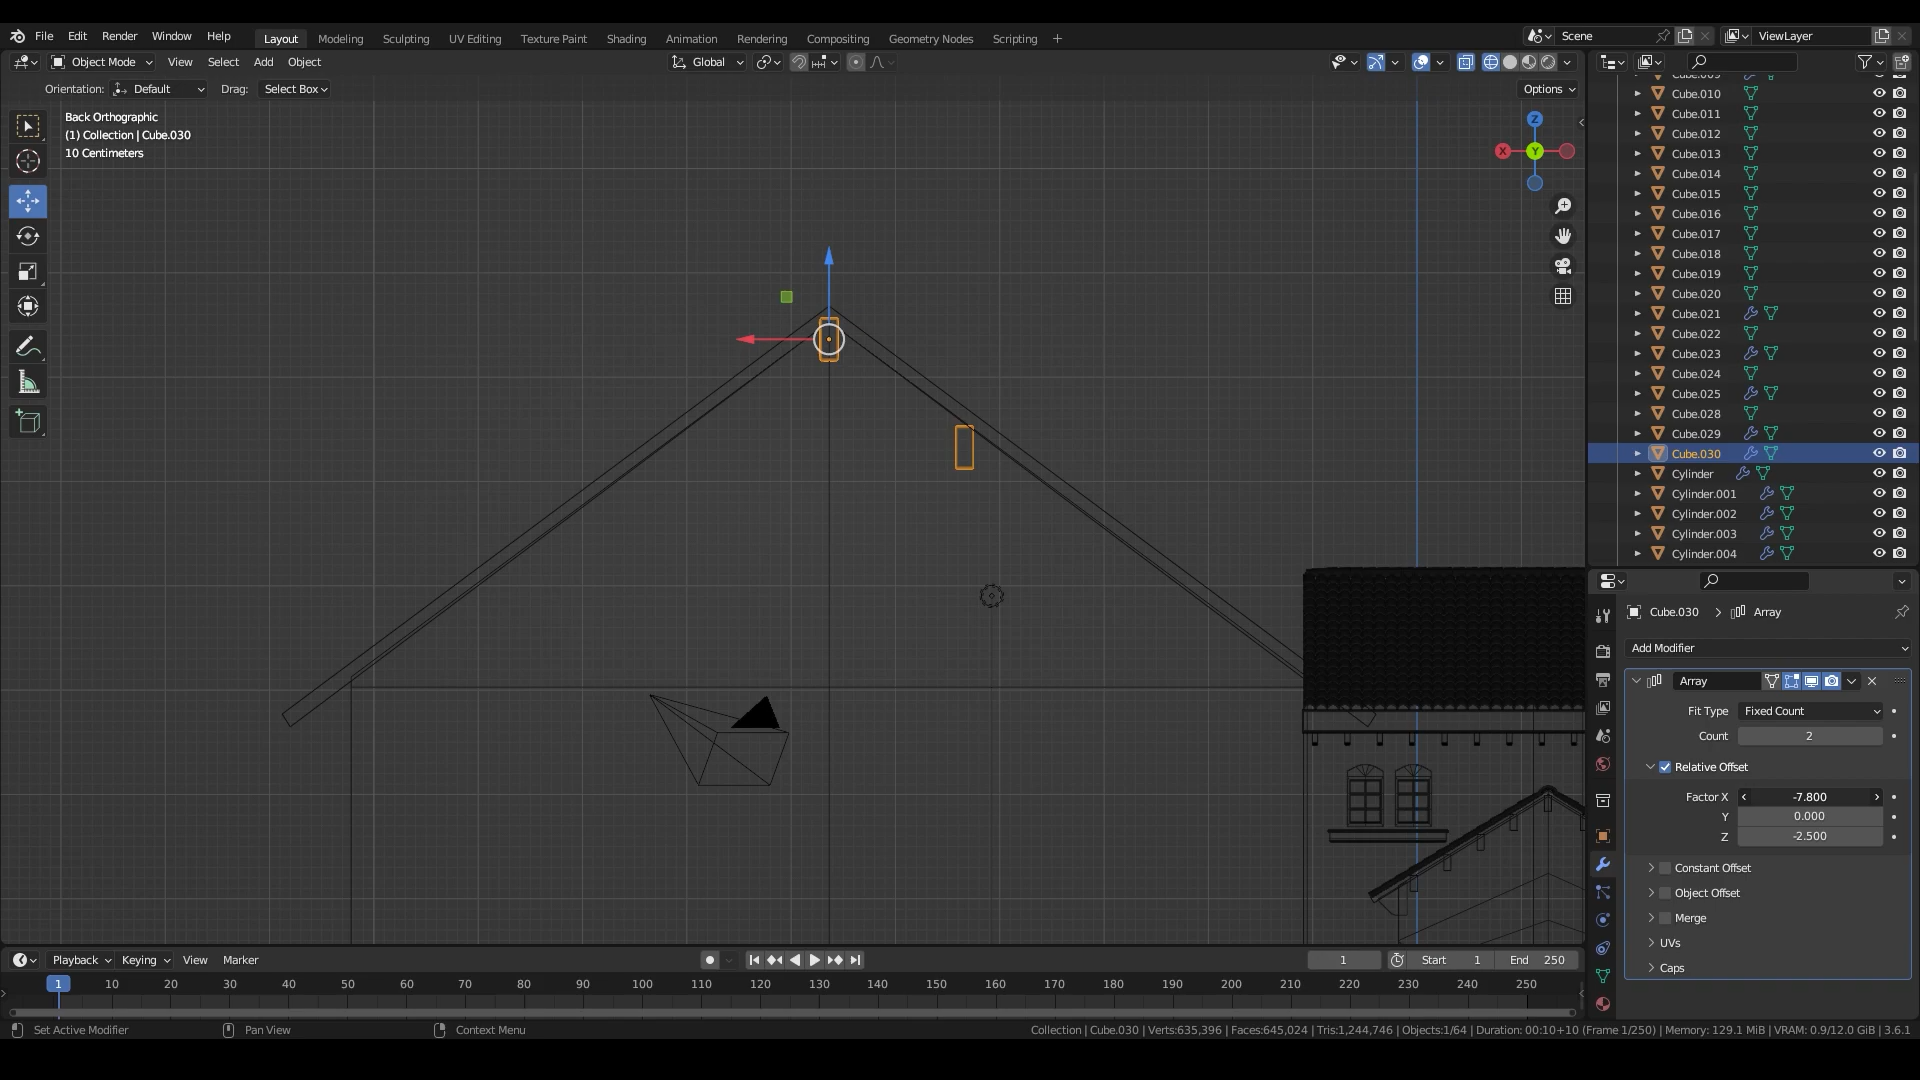 File Edit Render Window Help Layout Modeling Sculpting UV Editing Texture Paint Shading Animation Rendering Compositing Geometry Nodes Scripting + Scene ViewLayer
Object Mode View Select Add Object Global
Orientation: Default Drag: Select Box Options
Back Orthographic
(1) Collection | Cube.030
10 Centimeters
Z
X
Y
Cube.009
Cube.010
Cube.011
Cube.012
Cube.013
Cube.014
Cube.015
Cube.016
Cube.017
Cube.018
Cube.019
Cube.020
Cube.021
Cube.022
Cube.023
Cube.024
Cube.025
Cube.028
Cube.029
Cube.030
Cylinder
Cylinder.001
Cylinder.002
Cylinder.003
Cylinder.004
Cube.030 > Array
Add Modifier
Array
Fit Type Fixed Count
Count 2
Relative Offset
Factor X -7.800
Y 0.000
Z -2.500
Constant Offset
Object Offset
Merge
UVs
Caps
Playback Keying View Marker 1 Start 1 End 250
1 10 20 30 40 50 60 70 80 90 100 110 120 130 140 150 160 170 180 190 200 210 220 230 240 250
Set Active Modifier Pan View Context Menu Collection | Cube.030 | Verts:635,396 | Faces:645,024 | Tris:1,244,746 | Objects:1/64 | Duration: 00:10+10 (Frame 1/250) | Memory: 129.1 MiB | VRAM: 0.9/12.0 GiB | 3.6.1